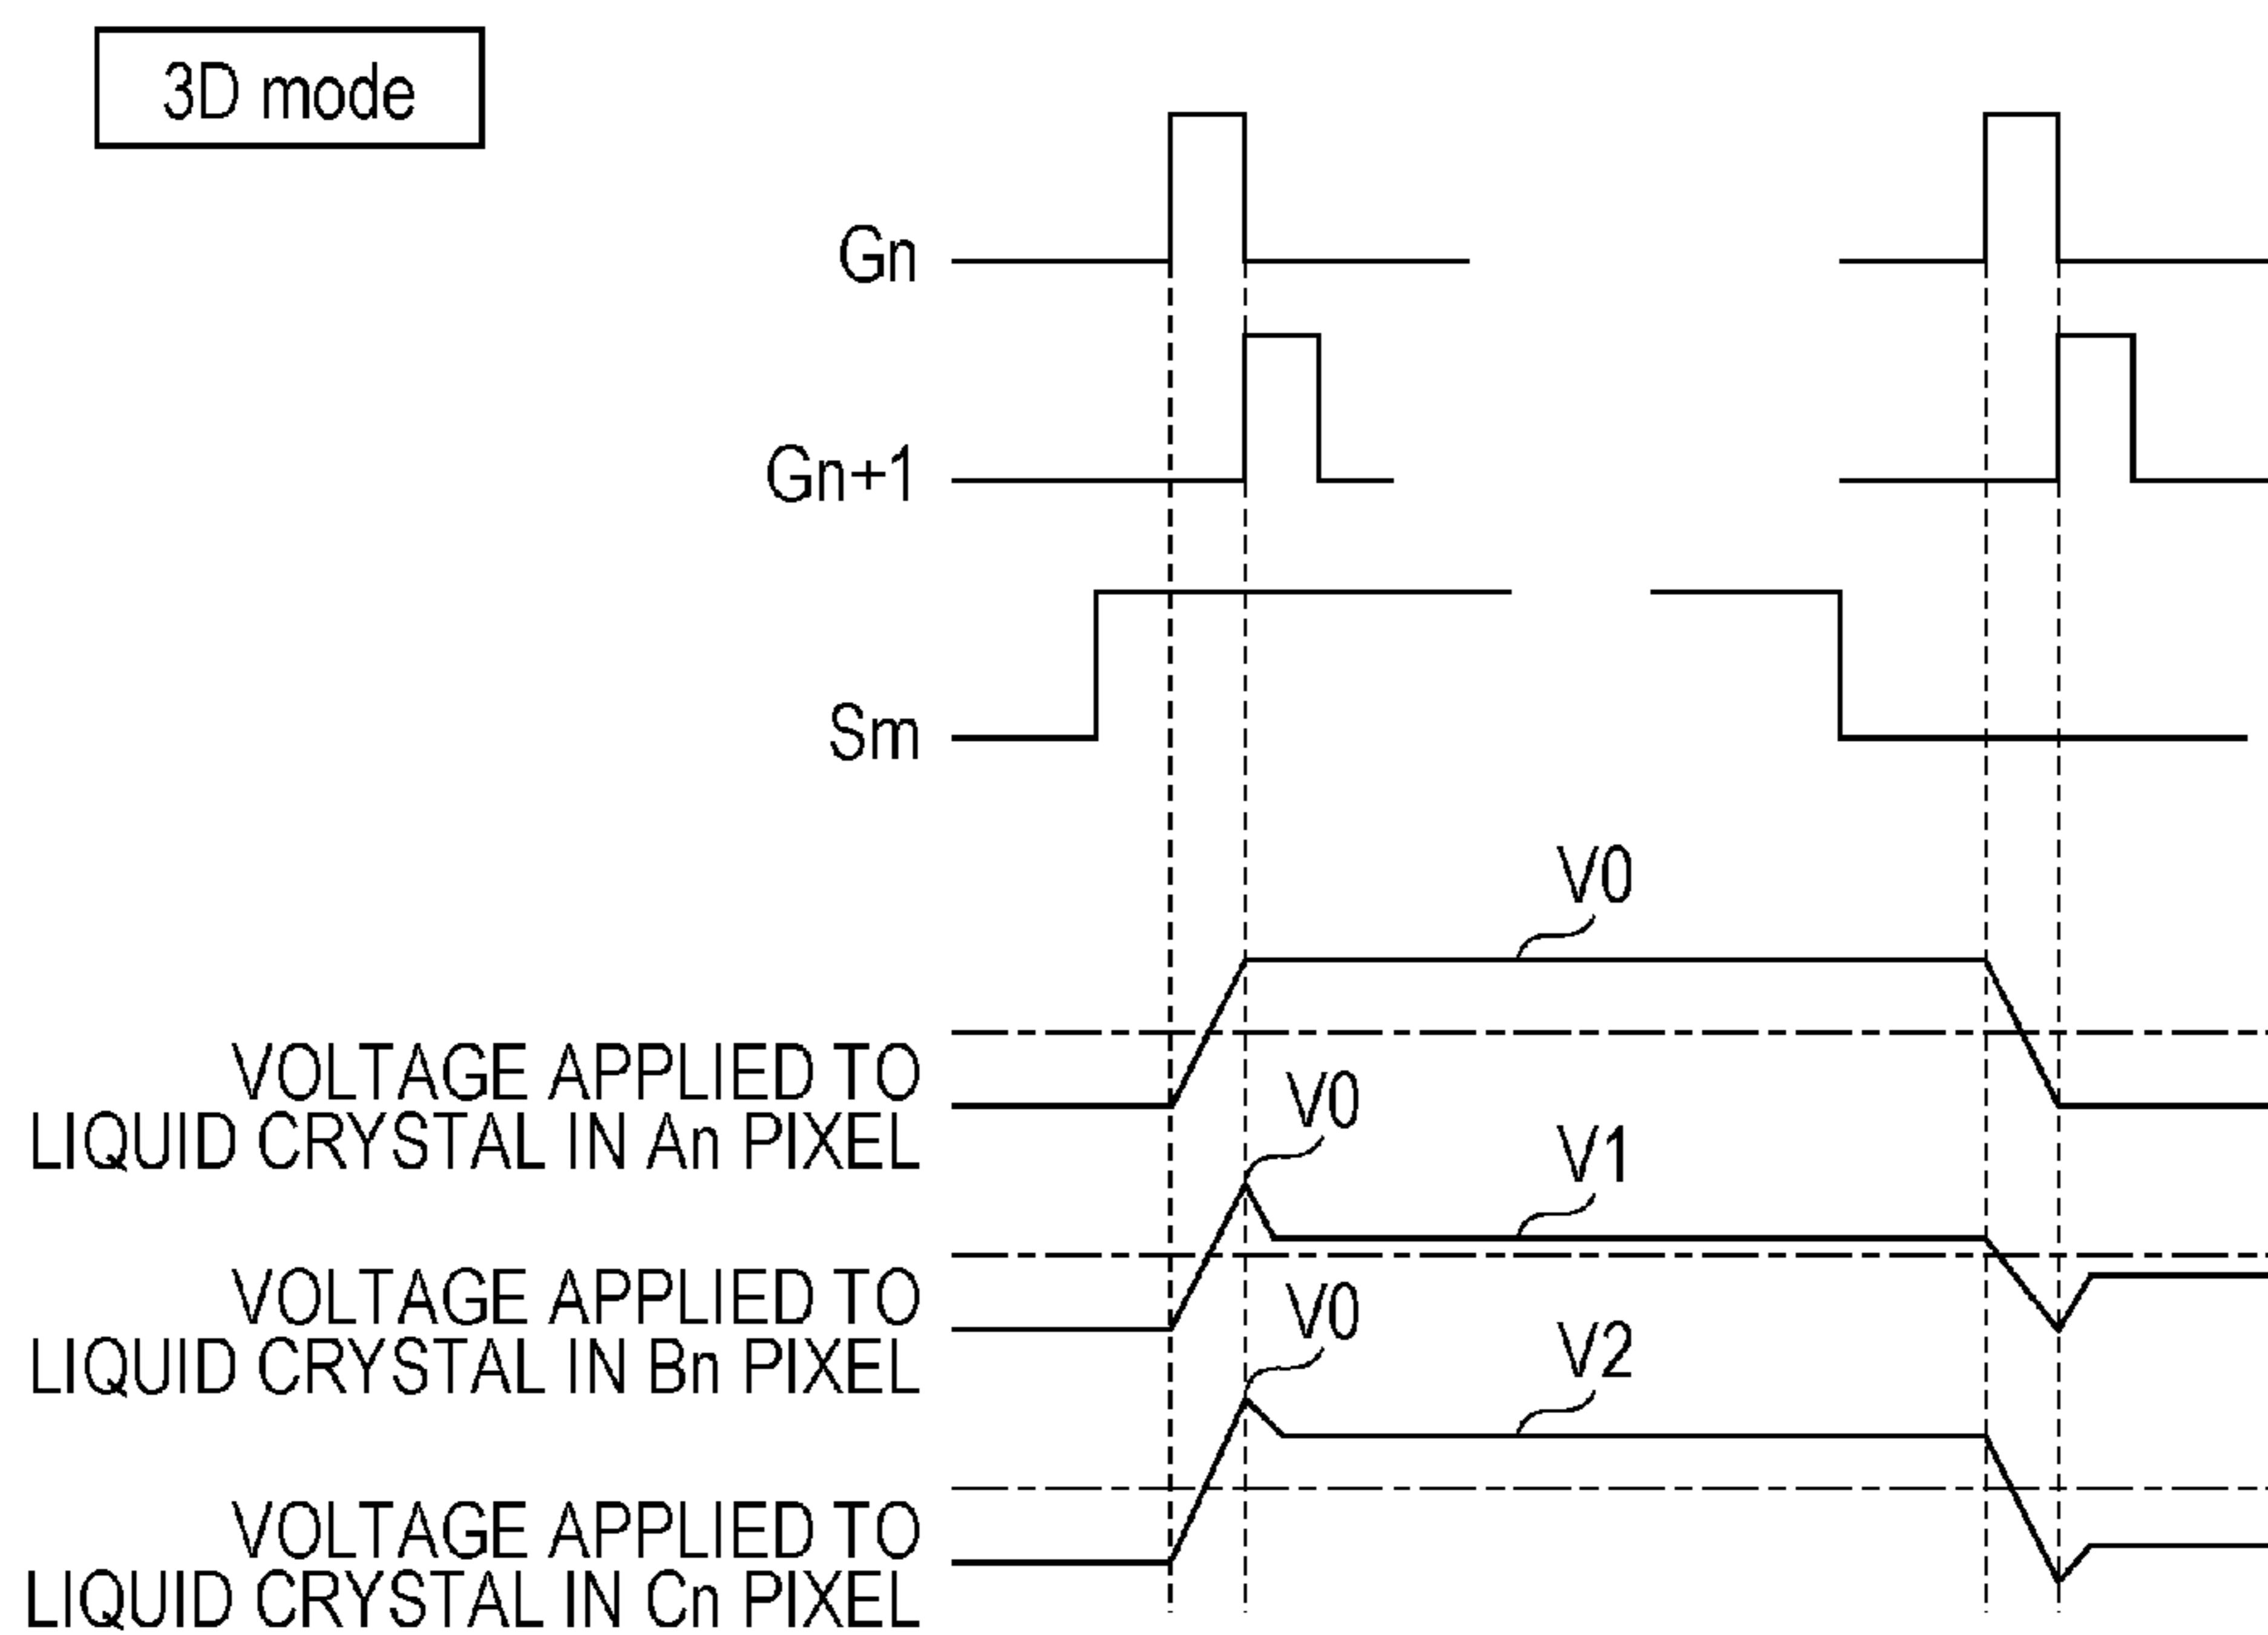 3D mode
Gn
Gn+1
Sm
V0
VOLTAGE APPLIED TO
LIQUID CRYSTAL IN An PIXEL
V0
V1
VOLTAGE APPLIED TO
LIQUID CRYSTAL IN Bn PIXEL
V0
V2
VOLTAGE APPLIED TO
LIQUID CRYSTAL IN Cn PIXEL